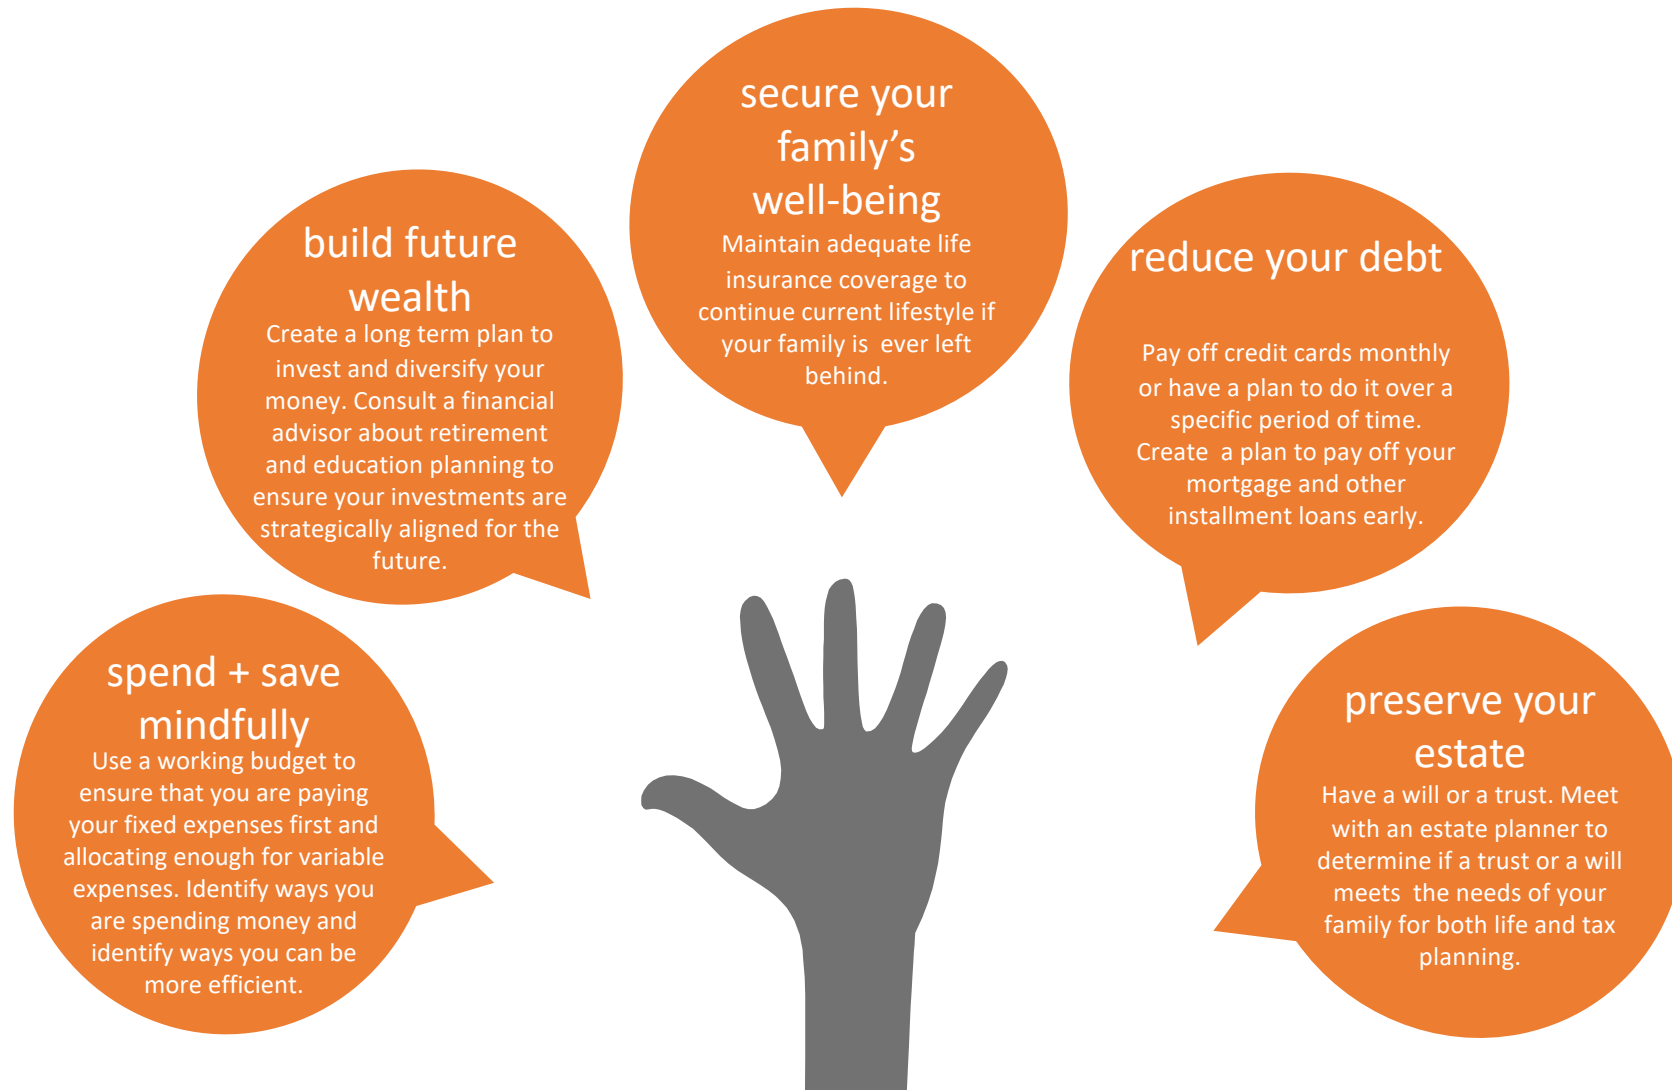 secure your
family’s
well-being
Maintain adequate life
insurance coverage to
continue current lifestyle if
your family is  ever left
behind.
build future
wealth
Create a long term plan to
invest and diversify your
money. Consult a financial
advisor about retirement
and education planning to
ensure your investments are
strategically aligned for the
future.
reduce your debt
Pay off credit cards monthly
or have a plan to do it over a
specific period of time.
Create  a plan to pay off your
mortgage and other
installment loans early.
spend + save
mindfully
Use a working budget to
ensure that you are paying
your fixed expenses first and
allocating enough for variable
expenses. Identify ways you
are spending money and
identify ways you can be
more efficient.
preserve your
estate
Have a will or a trust. Meet
with an estate planner to
determine if a trust or a will
meets  the needs of your
family for both life and tax
planning.